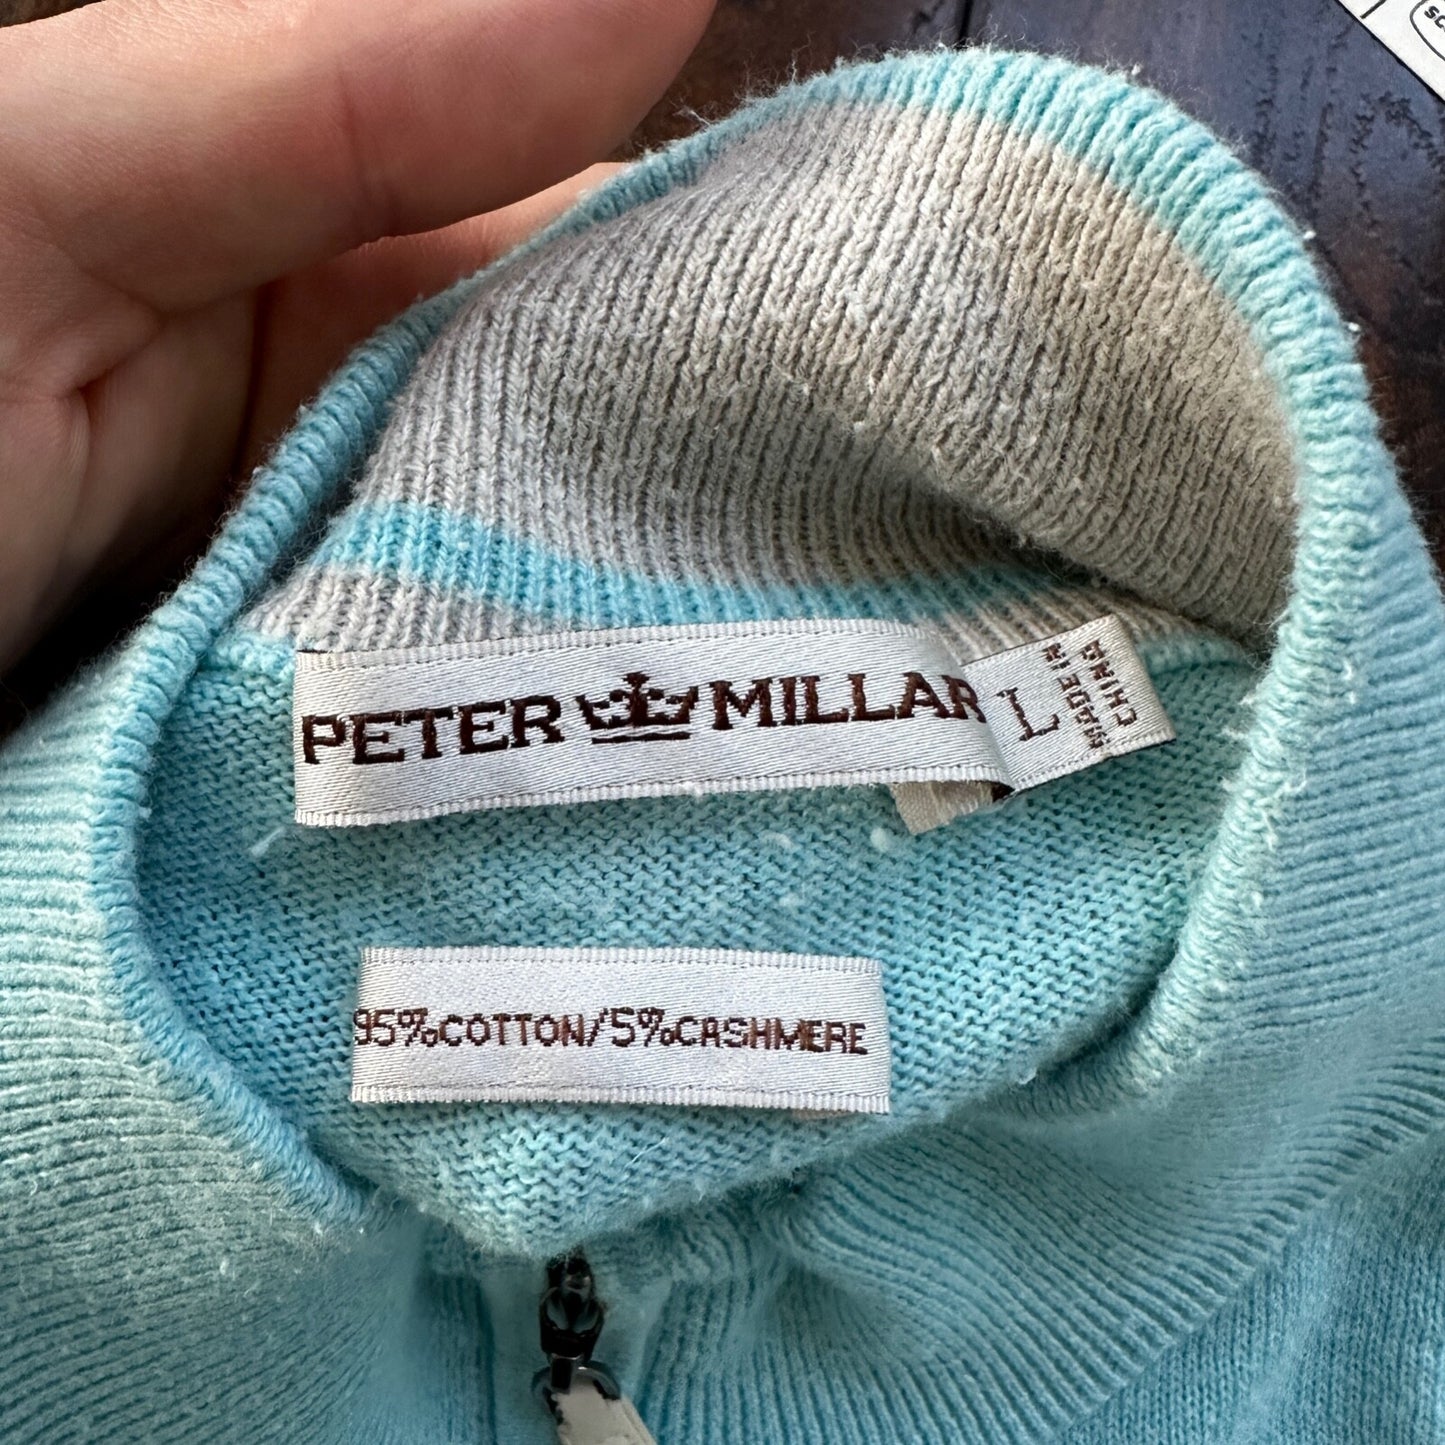 PETER MILLAR
L
MADE IN
CHINA
95%COTTON/5%CASHMERE